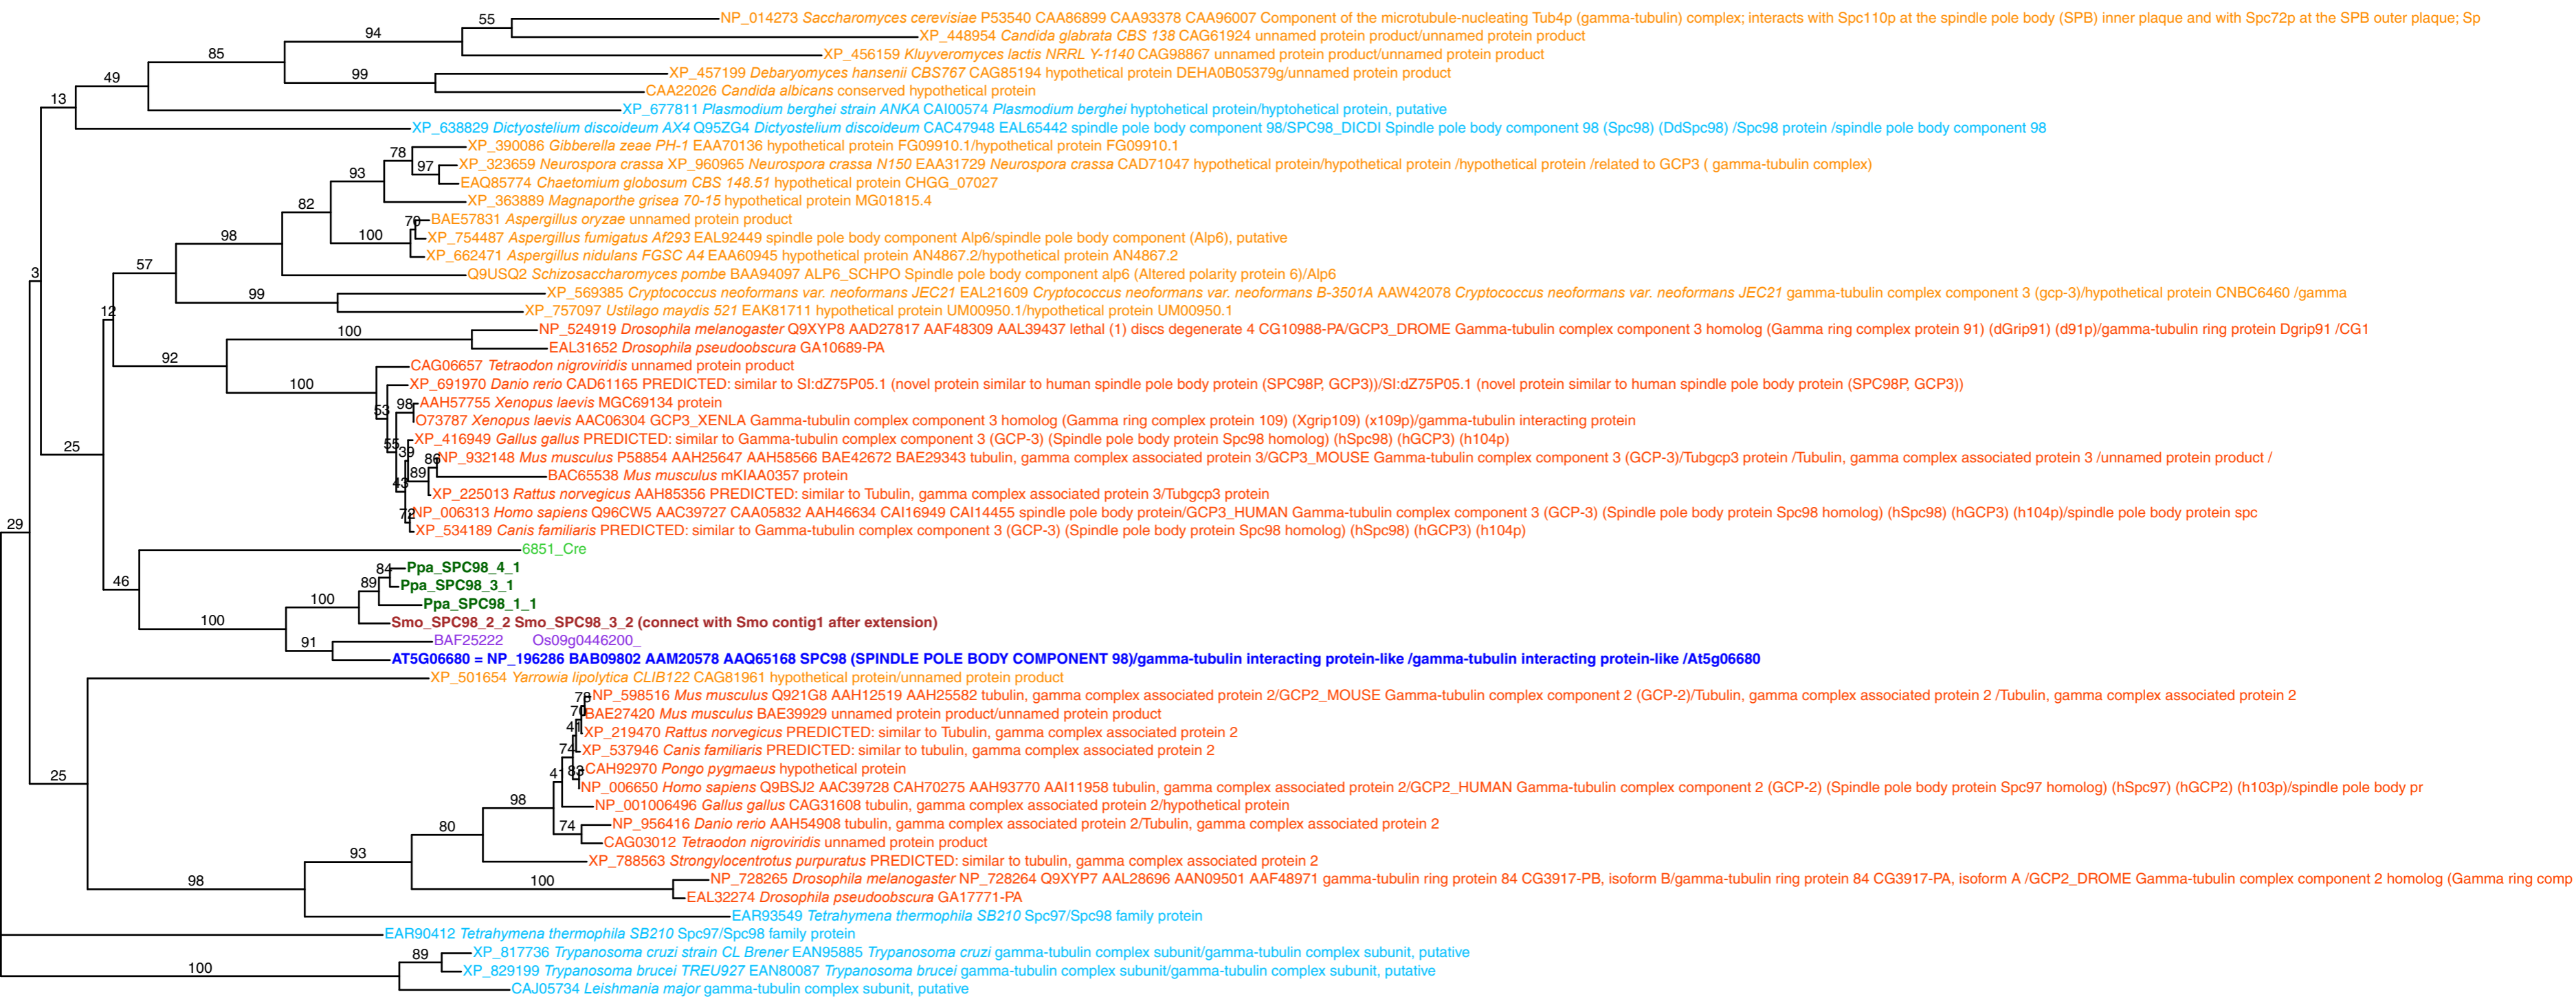 55
NP_014273 Saccharomyces cerevisiae P53540 CAA86899 CAA93378 CAA96007 Component of the microtubule-nucleating Tub4p (gamma-tubulin) complex; interacts with Spc110p at the spindle pole body (SPB) inner plaque and with Spc72p at the SPB outer plaque; Sp
94
XP_448954 Candida glabrata CBS 138 CAG61924 unnamed protein product/unnamed protein product
85
XP_456159 Kluyveromyces lactis NRRL Y-1140 CAG98867 unnamed protein product/unnamed protein product
49
99
XP_457199 Debaryomyces hansenii CBS767 CAG85194 hypothetical protein DEHA0B05379g/unnamed protein product
CAA22026 Candida albicans conserved hypothetical protein
13
XP_677811 Plasmodium berghei strain ANKA CAI00574 Plasmodium berghei hyptohetical protein/hyptohetical protein, putative
XP_638829 Dictyostelium discoideum AX4 Q95ZG4 Dictyostelium discoideum CAC47948 EAL65442 spindle pole body component 98/SPC98_DICDI Spindle pole body component 98 (Spc98) (DdSpc98) /Spc98 protein /spindle pole body component 98
XP_390086 Gibberella zeae PH-1 EAA70136 hypothetical protein FG09910.1/hypothetical protein FG09910.1
78
97
XP_323659 Neurospora crassa XP_960965 Neurospora crassa N150 EAA31729 Neurospora crassa CAD71047 hypothetical protein/hypothetical protein /hypothetical protein /related to GCP3 ( gamma-tubulin complex)
93
EAQ85774 Chaetomium globosum CBS 148.51 hypothetical protein CHGG_07027
82
XP_363889 Magnaporthe grisea 70-15 hypothetical protein MG01815.4
BAE57831 Aspergillus oryzae unnamed protein product
98
100
XP_754487 Aspergillus fumigatus Af293 EAL92449 spindle pole body component Alp6/spindle pole body component (Alp6), putative
XP_662471 Aspergillus nidulans FGSC A4 EAA60945 hypothetical protein AN4867.2/hypothetical protein AN4867.2
57
3
Q9USQ2 Schizosaccharomyces pombe BAA94097 ALP6_SCHPO Spindle pole body component alp6 (Altered polarity protein 6)/Alp6
99
XP_569385 Cryptococcus neoformans var. neoformans JEC21 EAL21609 Cryptococcus neoformans var. neoformans B-3501A AAW42078 Cryptococcus neoformans var. neoformans JEC21 gamma-tubulin complex component 3 (gcp-3)/hypothetical protein CNBC6460 /gamma
12
XP_757097 Ustilago maydis 521 EAK81711 hypothetical protein UM00950.1/hypothetical protein UM00950.1
100
NP_524919 Drosophila melanogaster Q9XYP8 AAD27817 AAF48309 AAL39437 lethal (1) discs degenerate 4 CG10988-PA/GCP3_DROME Gamma-tubulin complex component 3 homolog (Gamma ring complex protein 91) (dGrip91) (d91p)/gamma-tubulin ring protein Dgrip91 /CG1
EAL31652 Drosophila pseudoobscura GA10689-PA
92
CAG06657 Tetraodon nigroviridis unnamed protein product
100
XP_691970 Danio rerio CAD61165 PREDICTED: similar to SI:dZ75P05.1 (novel protein similar to human spindle pole body protein (SPC98P, GCP3))/SI:dZ75P05.1 (novel protein similar to human spindle pole body protein (SPC98P, GCP3))
98
AAH57755 Xenopus laevis MGC69134 protein
53
O73787 Xenopus laevis AAC06304 GCP3_XENLA Gamma-tubulin complex component 3 homolog (Gamma ring complex protein 109) (Xgrip109) (x109p)/gamma-tubulin interacting protein
55
XP_416949 Gallus gallus PREDICTED: similar to Gamma-tubulin complex component 3 (GCP-3) (Spindle pole body protein Spc98 homolog) (hSpc98) (hGCP3) (h104p)
25
39
86
NP_932148 Mus musculus P58854 AAH25647 AAH58566 BAE42672 BAE29343 tubulin, gamma complex associated protein 3/GCP3_MOUSE Gamma-tubulin complex component 3 (GCP-3)/Tubgcp3 protein /Tubulin, gamma complex associated protein 3 /unnamed protein product /
89
BAC65538 Mus musculus mKIAA0357 protein
43
XP_225013 Rattus norvegicus AAH85356 PREDICTED: similar to Tubulin, gamma complex associated protein 3/Tubgcp3 protein
72
NP_006313 Homo sapiens Q96CW5 AAC39727 CAA05832 AAH46634 CAI16949 CAI14455 spindle pole body protein/GCP3_HUMAN Gamma-tubulin complex component 3 (GCP-3) (Spindle pole body protein Spc98 homolog) (hSpc98) (hGCP3) (h104p)/spindle pole body protein spc
29
XP_534189 Canis familiaris PREDICTED: similar to Gamma-tubulin complex component 3 (GCP-3) (Spindle pole body protein Spc98 homolog) (hSpc98) (hGCP3) (h104p)
6851_Cre
84
Ppa_SPC98_4_1
46
89
Ppa_SPC98_3_1
100
Ppa_SPC98_1_1
100
Smo_SPC98_2_2 Smo_SPC98_3_2 (connect with Smo contig1 after extension)
91
BAF25222 Os09g0446200_
AT5G06680 = NP_196286 BAB09802 AAM20578 AAQ65168 SPC98 (SPINDLE POLE BODY COMPONENT 98)/gamma-tubulin interacting protein-like /gamma-tubulin interacting protein-like /At5g06680
XP_501654 Yarrowia lipolytica CLIB122 CAG81961 hypothetical protein/unnamed protein product
NP_598516 Mus musculus Q921G8 AAH12519 AAH25582 tubulin, gamma complex associated protein 2/GCP2_MOUSE Gamma-tubulin complex component 2 (GCP-2)/Tubulin, gamma complex associated protein 2 /Tubulin, gamma complex associated protein 2
70
BAE27420 Mus musculus BAE39929 unnamed protein product/unnamed protein product
41
XP_219470 Rattus norvegicus PREDICTED: similar to Tubulin, gamma complex associated protein 2
74
XP_537946 Canis familiaris PREDICTED: similar to tubulin, gamma complex associated protein 2
25
41
CAH92970 Pongo pygmaeus hypothetical protein
NP_006650 Homo sapiens Q9BSJ2 AAC39728 CAH70275 AAH93770 AAI11958 tubulin, gamma complex associated protein 2/GCP2_HUMAN Gamma-tubulin complex component 2 (GCP-2) (Spindle pole body protein Spc97 homolog) (hSpc97) (hGCP2) (h103p)/spindle pole body pr
98
NP_001006496 Gallus gallus CAG31608 tubulin, gamma complex associated protein 2/hypothetical protein
80
74
NP_956416 Danio rerio AAH54908 tubulin, gamma complex associated protein 2/Tubulin, gamma complex associated protein 2
CAG03012 Tetraodon nigroviridis unnamed protein product
93
XP_788563 Strongylocentrotus purpuratus PREDICTED: similar to tubulin, gamma complex associated protein 2
98
100
NP_728265 Drosophila melanogaster NP_728264 Q9XYP7 AAL28696 AAN09501 AAF48971 gamma-tubulin ring protein 84 CG3917-PB, isoform B/gamma-tubulin ring protein 84 CG3917-PA, isoform A /GCP2_DROME Gamma-tubulin complex component 2 homolog (Gamma ring comp
EAL32274 Drosophila pseudoobscura GA17771-PA
EAR93549 Tetrahymena thermophila SB210 Spc97/Spc98 family protein
EAR90412 Tetrahymena thermophila SB210 Spc97/Spc98 family protein
89
XP_817736 Trypanosoma cruzi strain CL Brener EAN95885 Trypanosoma cruzi gamma-tubulin complex subunit/gamma-tubulin complex subunit, putative
100
XP_829199 Trypanosoma brucei TREU927 EAN80087 Trypanosoma brucei gamma-tubulin complex subunit/gamma-tubulin complex subunit, putative
CAJ05734 Leishmania major gamma-tubulin complex subunit, putative